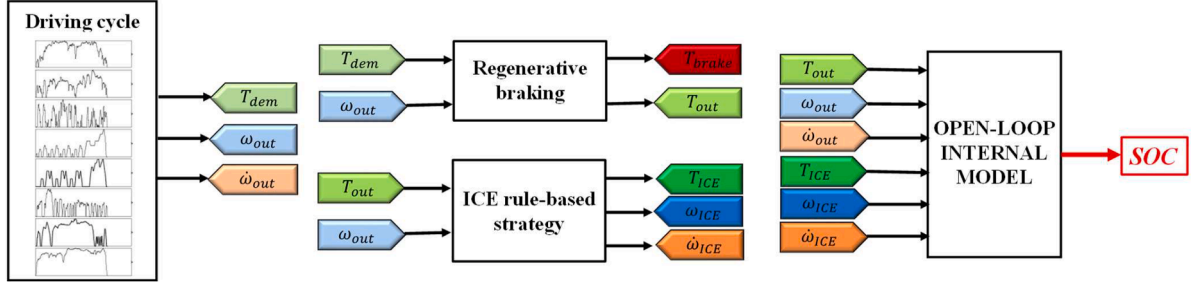 Driving cycle
T_dem
ω_out
ω̇_out
T_dem
ω_out
Regenerative
braking
T_brake
T_out
T_out
ω_out
ICE rule-based
strategy
T_ICE
ω_ICE
ω̇_ICE
T_out
ω_out
ω̇_out
T_ICE
ω_ICE
ω̇_ICE
OPEN-LOOP
INTERNAL
MODEL
SOC